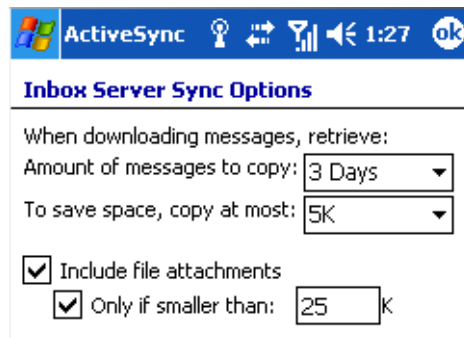 ActiveSync 1:27 ok
Inbox Server Sync Options
When downloading messages, retrieve:
Amount of messages to copy: 3 Days
To save space, copy at most: 5K
Include file attachments
Only if smaller than: 25 K